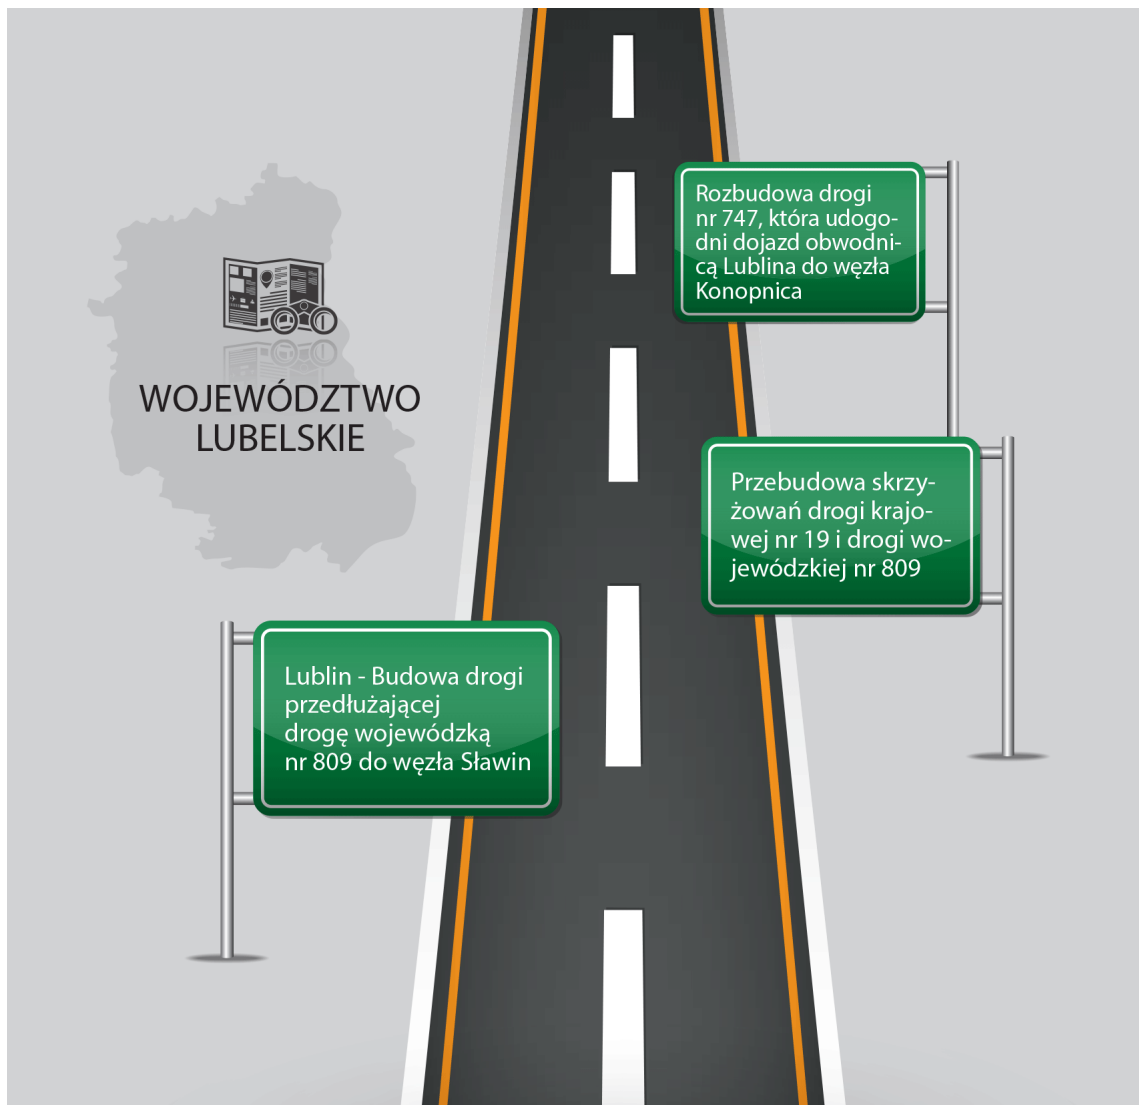 WOJEWÓDZTWO
LUBELSKIE
Rozbudowa drogi
nr 747, która udogo-
dni dojazd obwodni-
cą Lublina do węzła
Konopnica
Przebudowa skrzy-
żowań drogi krajo-
wej nr 19 i drogi wo-
jewódzkiej nr 809
Lublin - Budowa drogi
przedłużającej
drogę wojewódzką
nr 809 do węzła Sławin